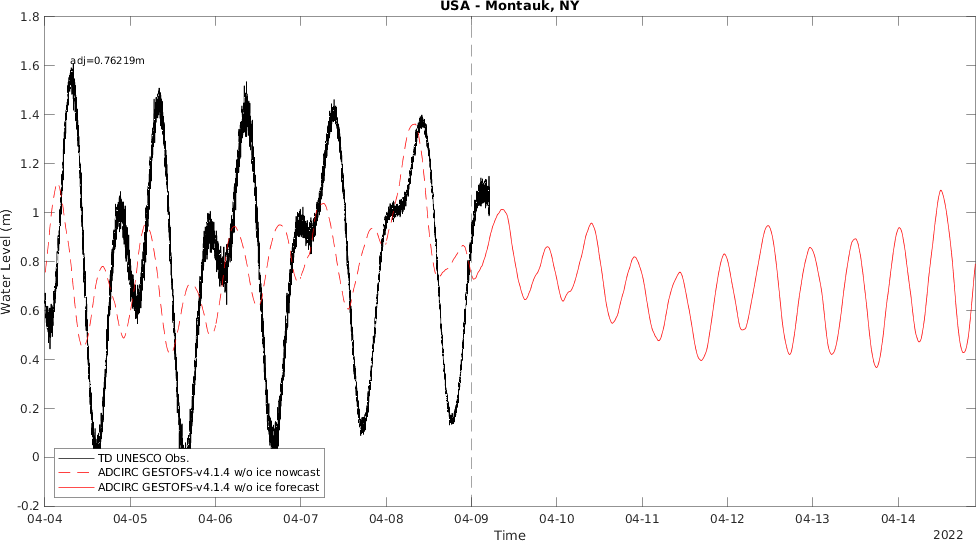 USA - Montauk, NY
adj=0.76219m
1.8
1.6
1.4
1.2
1
0.8
0.6
0.4
0.2
0
-0.2
Water Level (m)
TD UNESCO Obs.
ADCIRC GESTOFS-v4.1.4 w/o ice nowcast
ADCIRC GESTOFS-v4.1.4 w/o ice forecast
04-04 04-05 04-06 04-07 04-08 04-09 04-10 04-11 04-12 04-13 04-14
Time
2022